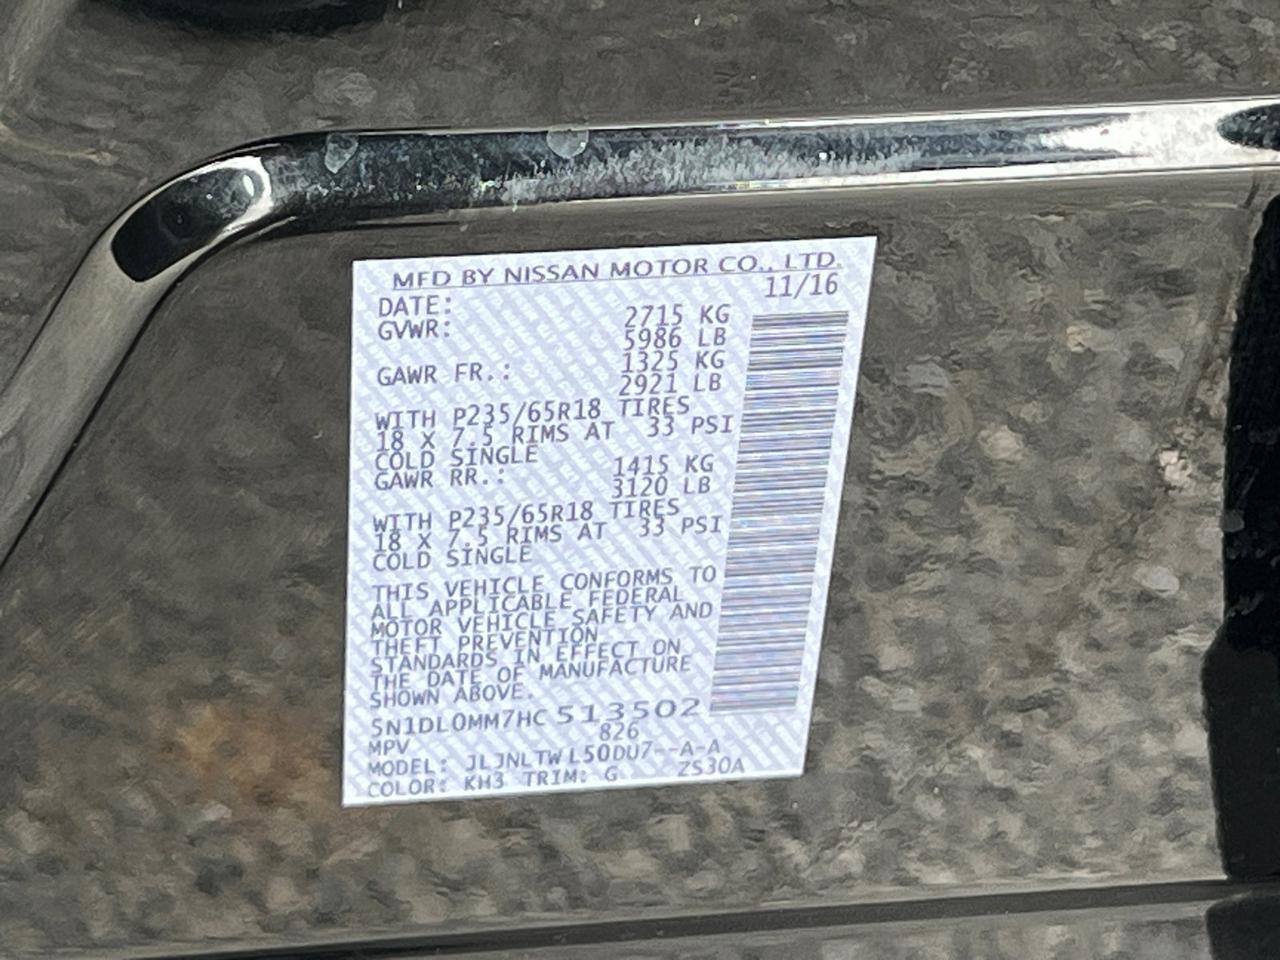 MFD BY NISSAN MOTOR CO., LTD.
DATE: 11/16
GVWR: 2715 KG
5986 LB
GAWR FR.: 1325 KG
2921 LB
WITH P235/65R18 TIRES
18 X 7.5 RIMS AT 33 PSI
COLD SINGLE
GAWR RR.: 1415 KG
3120 LB
WITH P235/65R18 TIRES
18 X 7.5 RIMS AT 33 PSI
COLD SINGLE
THIS VEHICLE CONFORMS TO
ALL APPLICABLE FEDERAL
MOTOR VEHICLE SAFETY AND
THEFT PREVENTION
STANDARDS IN EFFECT ON
THE DATE OF MANUFACTURE
SHOWN ABOVE.
5N1DL0MM7HC513502
MPV 826
MODEL: JLJNLTWL50DU7--A-A
COLOR: KH3 TRIM: G ZS30A